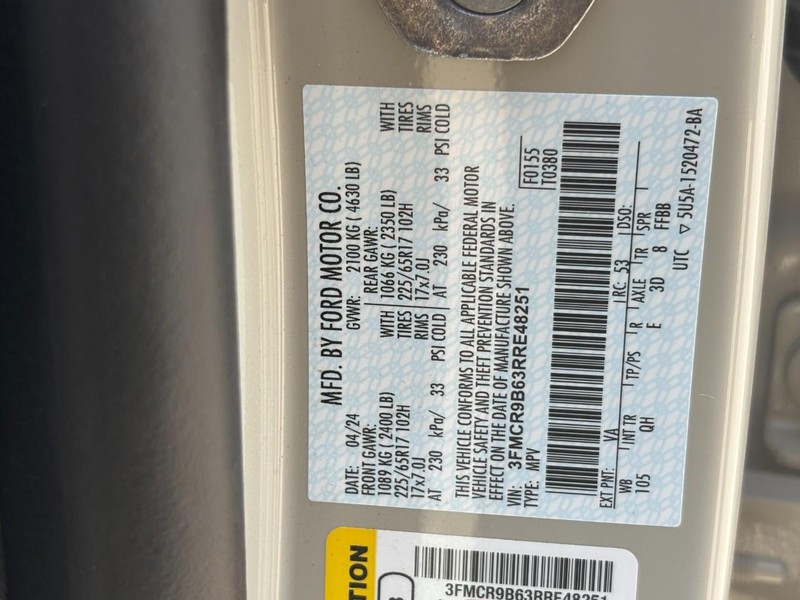 MFD. BY FORD MOTOR CO.
DATE: 04/24 GVWR: 2100 KG ( 4630 LB)
FRONT GAWR: REAR GAWR:
1089 KG ( 2400 LB) WITH 1066 KG ( 2350 LB) WITH
225/65R17 102H TIRES 225/65R17 102H TIRES
17x7.0J RIMS 17x7.0J RIMS
AT 230 kPa/ 33 PSI COLD AT 230 kPa/ 33 PSI COLD
THIS VEHICLE CONFORMS TO ALL APPLICABLE FEDERAL MOTOR
VEHICLE SAFETY AND THEFT PREVENTION STANDARDS IN
EFFECT ON THE DATE OF MANUFACTURE SHOWN ABOVE.
VIN: 3FMCR9B63RRE48251 F0155
TYPE: MPV T0380
EXT PNT: VA RC: 53 DSO:
WB INT TR TP/PS R AXLE TR SPR
105 QH E 3D 8 FFBB
UTC ▽ 5U5A-1520472-BA
3FMCR9B63RRE48251